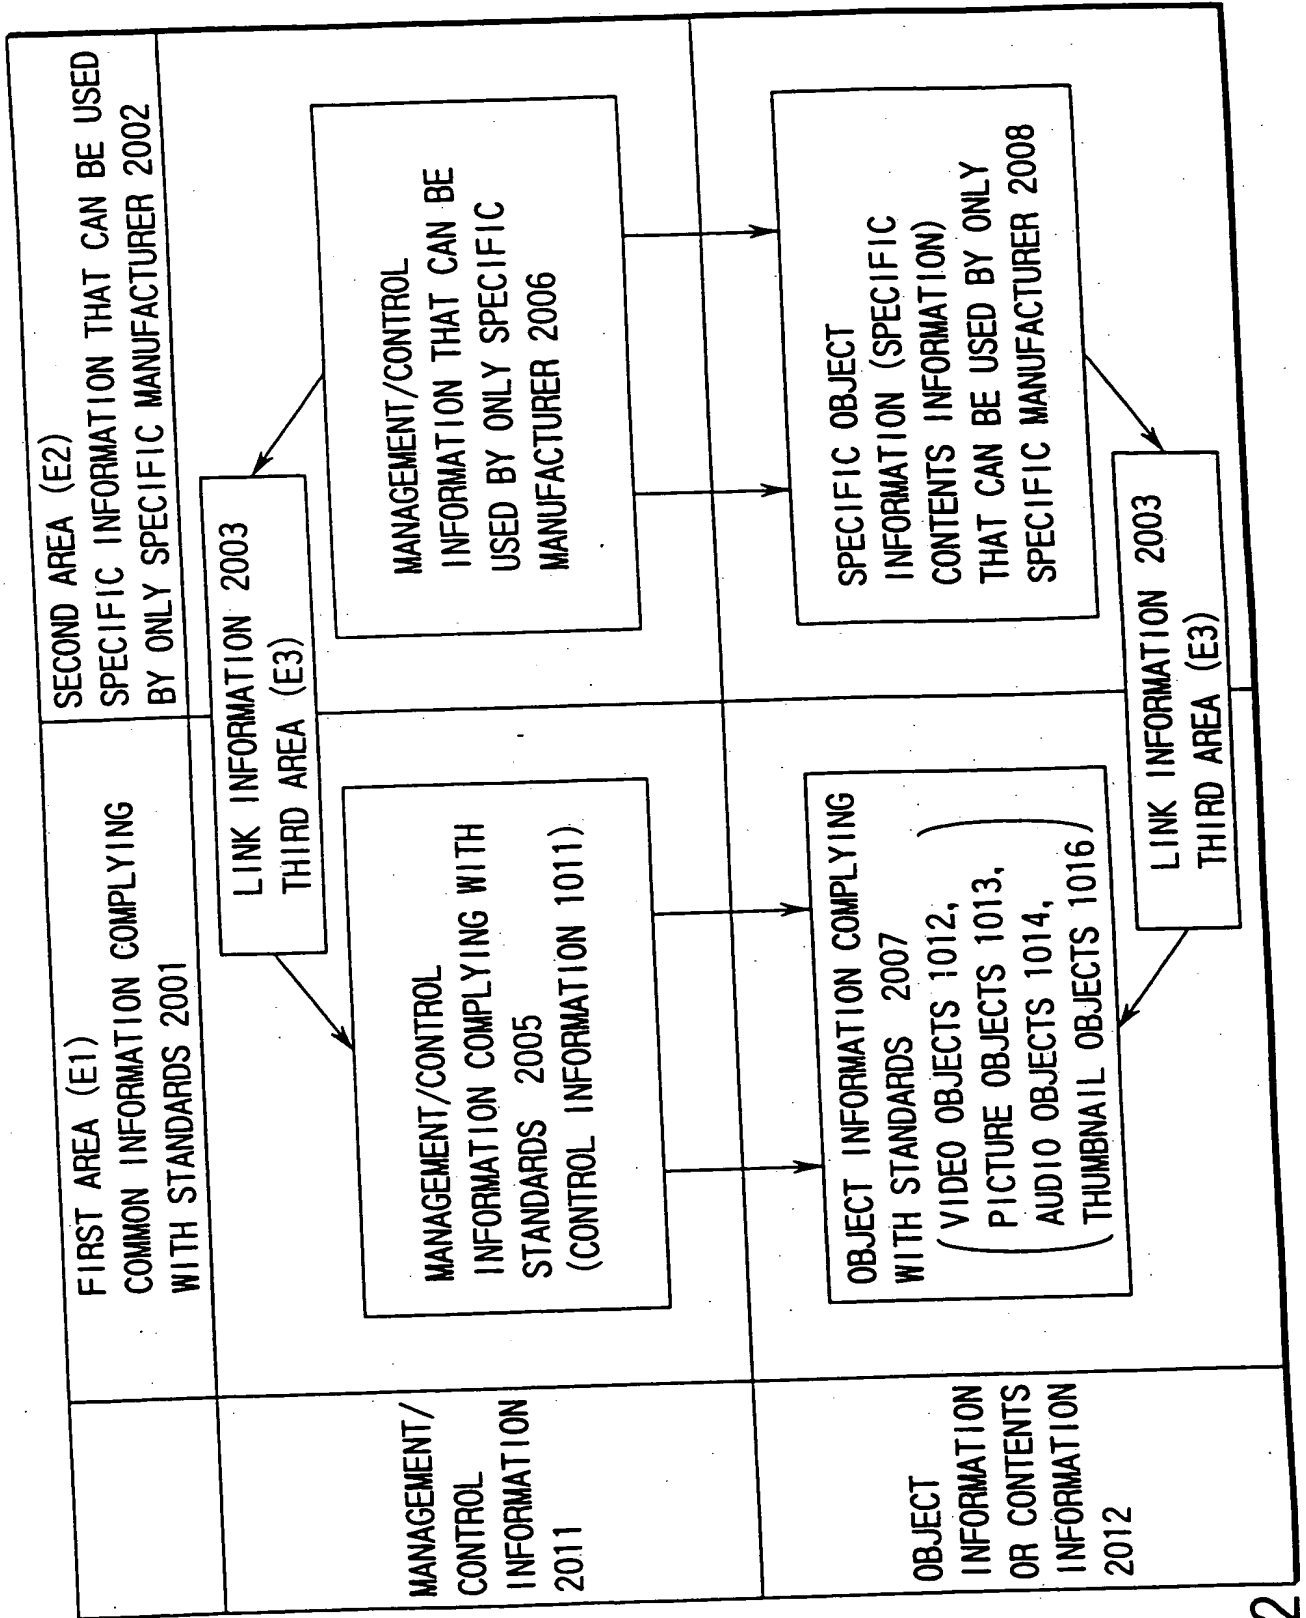 FIRST AREA (E1)
COMMON INFORMATION COMPLYING
WITH STANDARDS 2001
SECOND AREA (E2)
SPECIFIC INFORMATION THAT CAN BE USED
BY ONLY SPECIFIC MANUFACTURER 2002
MANAGEMENT/
CONTROL
INFORMATION
2011
LINK INFORMATION 2003
THIRD AREA (E3)
MANAGEMENT/CONTROL
INFORMATION COMPLYING WITH
STANDARDS 2005
(CONTROL INFORMATION 1011)
MANAGEMENT/CONTROL
INFORMATION THAT CAN BE
USED BY ONLY SPECIFIC
MANUFACTURER 2006
OBJECT
INFORMATION
OR CONTENTS
INFORMATION
2012
OBJECT INFORMATION COMPLYING
WITH STANDARDS 2007
(VIDEO OBJECTS 1012,
PICTURE OBJECTS 1013,
AUDIO OBJECTS 1014,
THUMBNAIL OBJECTS 1016)
SPECIFIC OBJECT
INFORMATION (SPECIFIC
CONTENTS INFORMATION)
THAT CAN BE USED BY ONLY
SPECIFIC MANUFACTURER 2008
LINK INFORMATION 2003
THIRD AREA (E3)
2